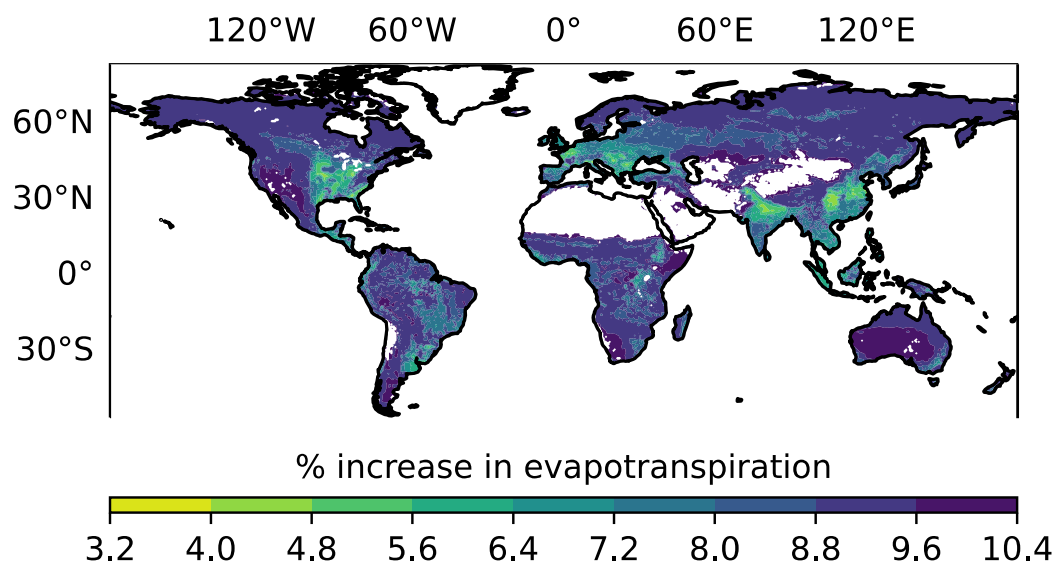 120°W 60°W 0° 60°E 120°E
60°N
30°N
0°
30°S
% increase in evapotranspiration
3.2 4.0 4.8 5.6 6.4 7.2 8.0 8.8 9.6 10.4